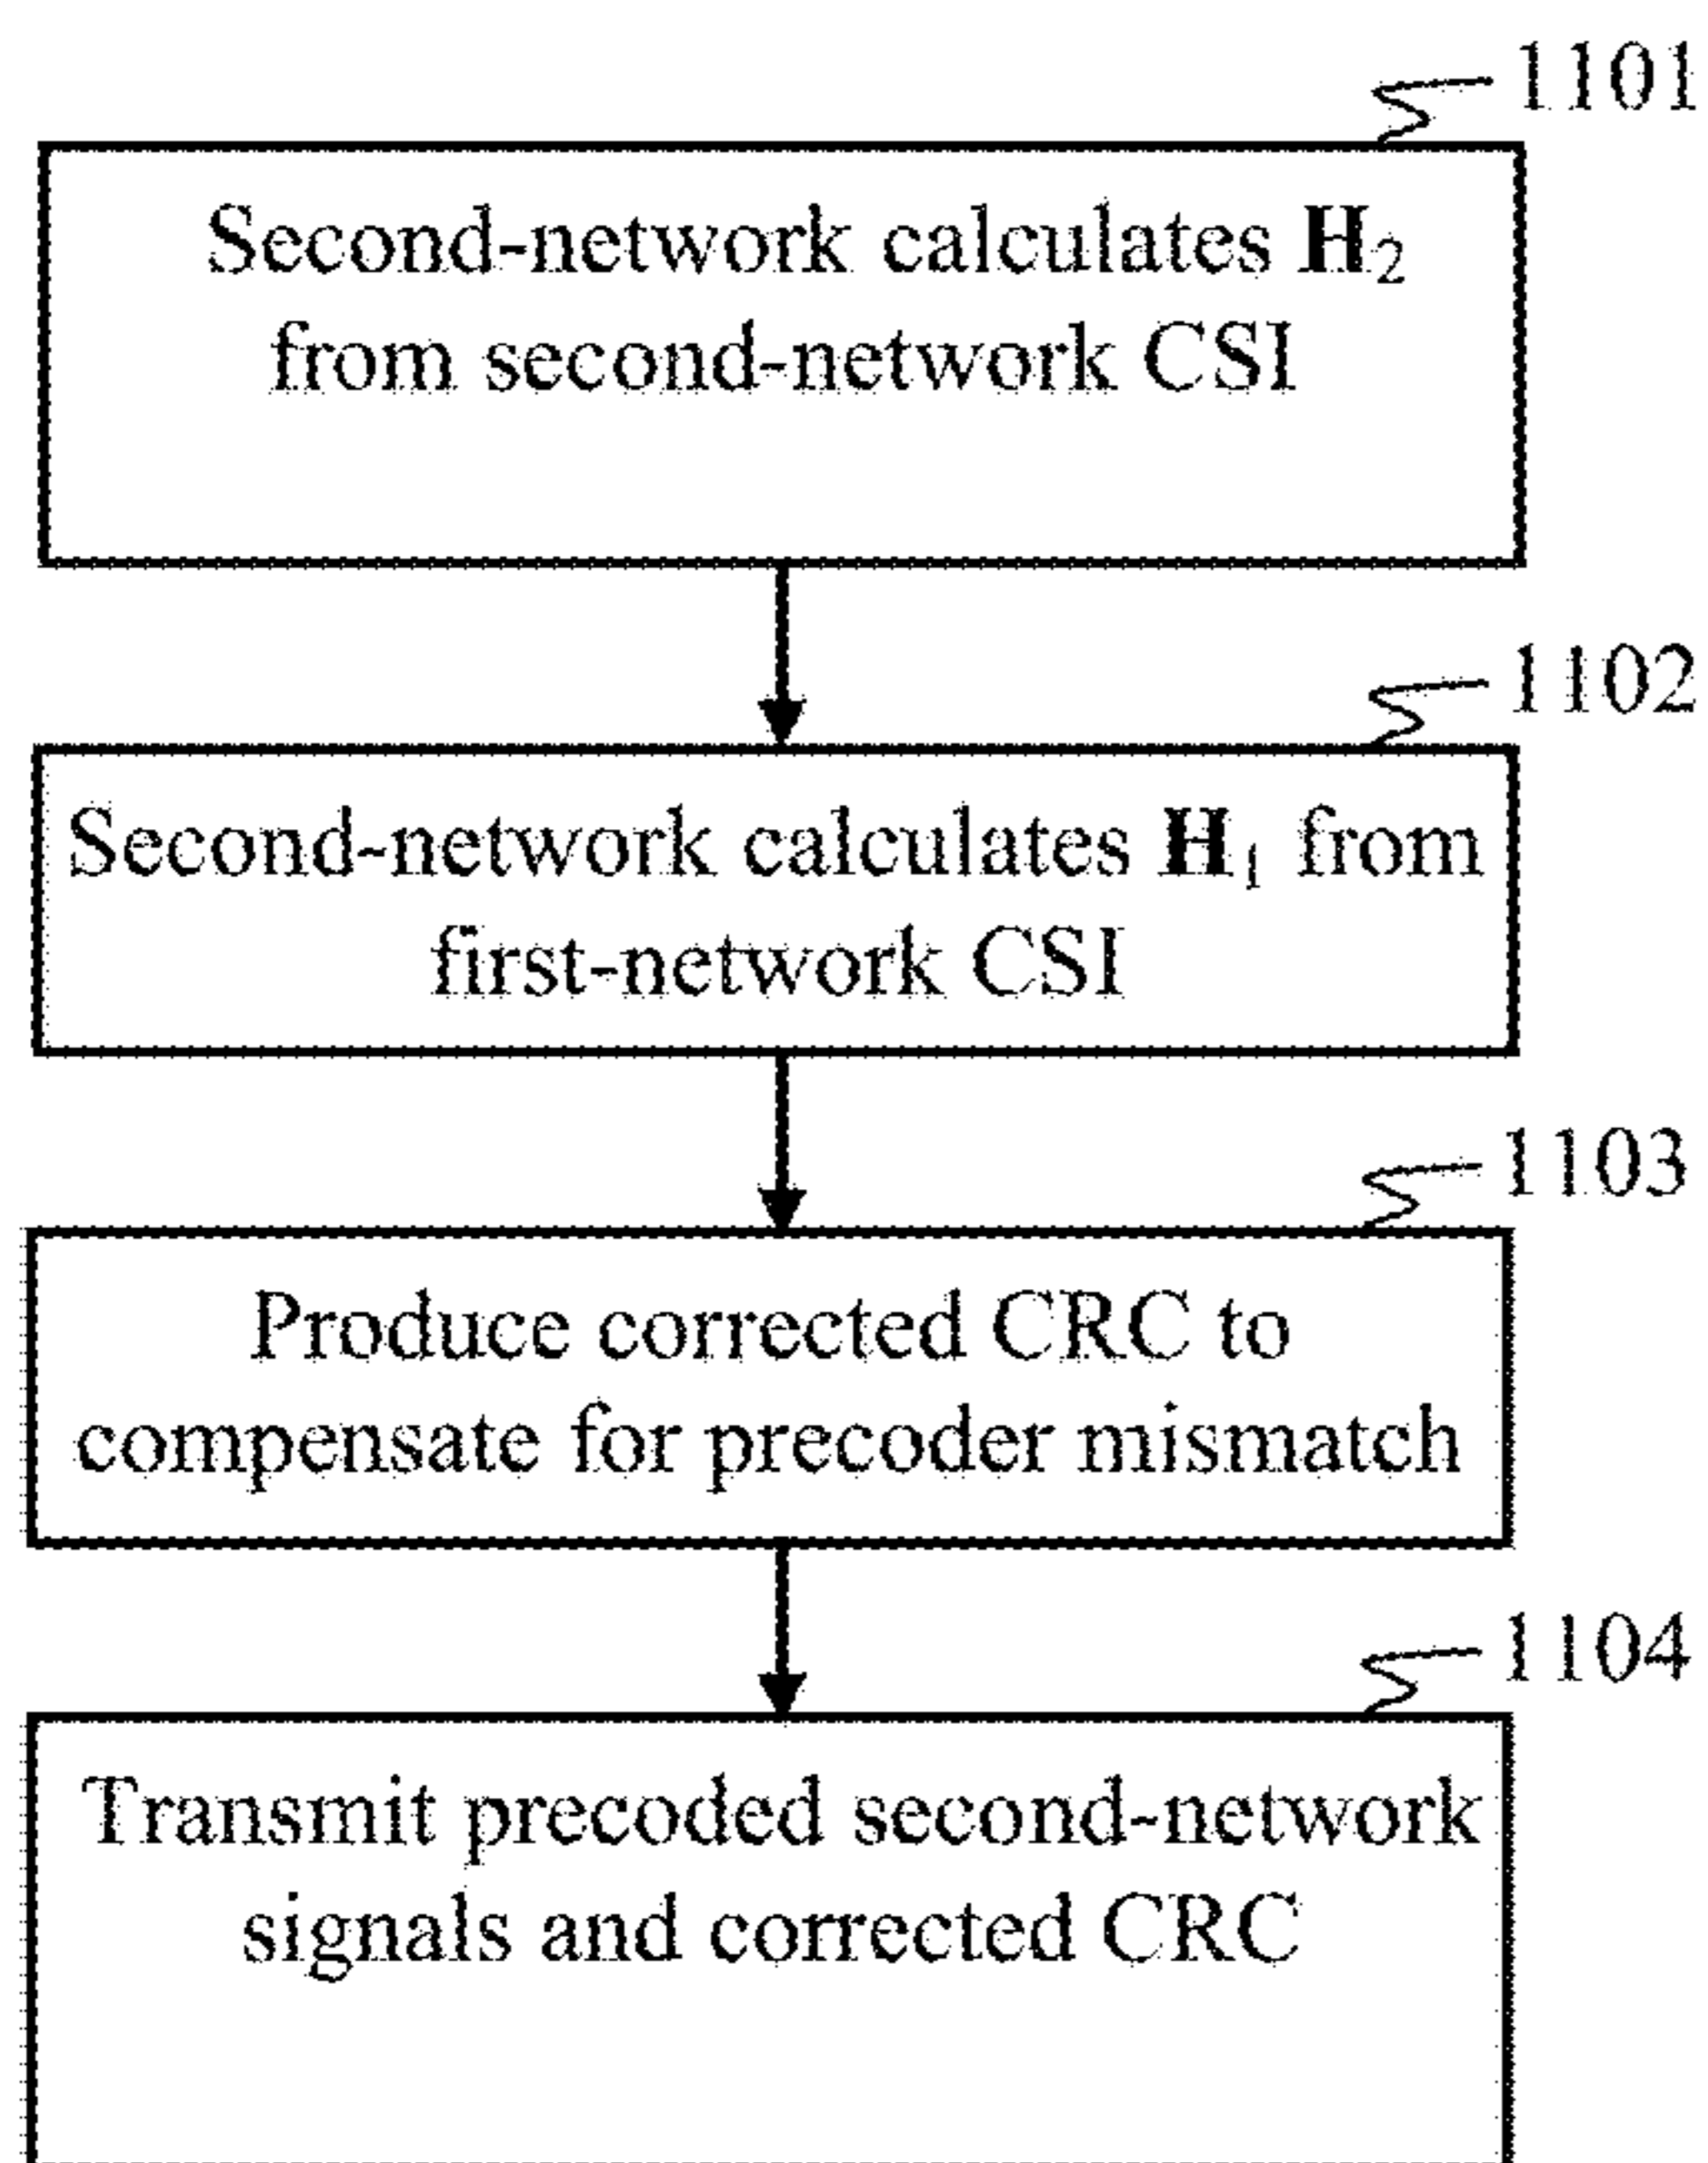 1101
Second-network calculates H₂
from second-network CSI
1102
Second-network calculates H₁ from
first-network CSI
1103
Produce corrected CRC to
compensate for precoder mismatch
1104
Transmit precoded second-network
signals and corrected CRC